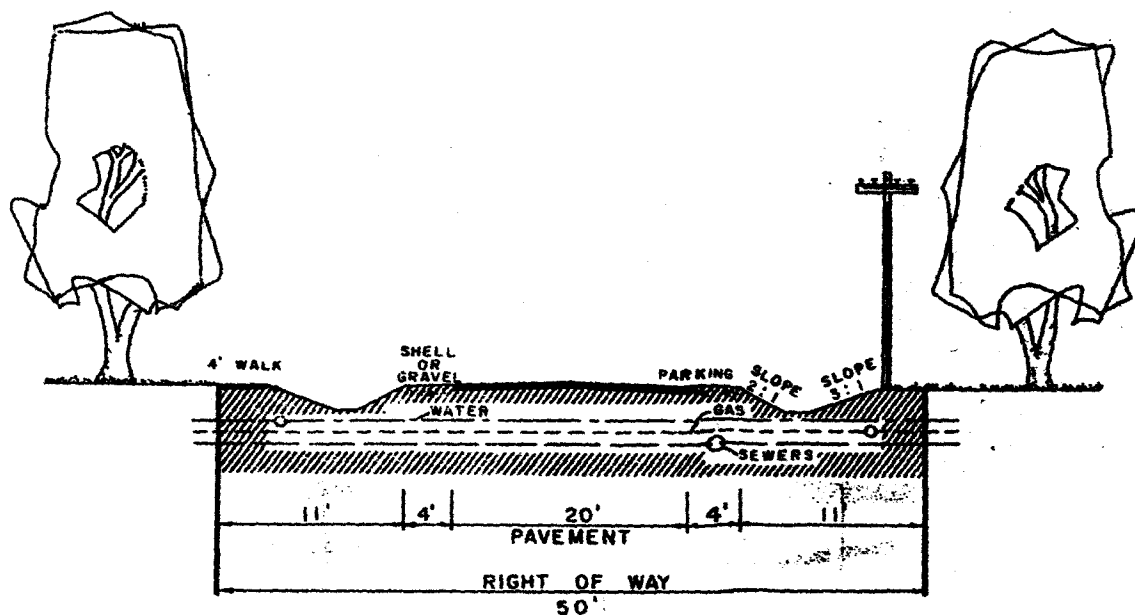 4' WALK
SHELL
OR
GRAVEL
PARKING
SLOPE
2:1
SLOPE
3:1
WATER
GAS
SEWERS
11'
4'
20'
4'
11'
PAVEMENT
RIGHT OF WAY
50'